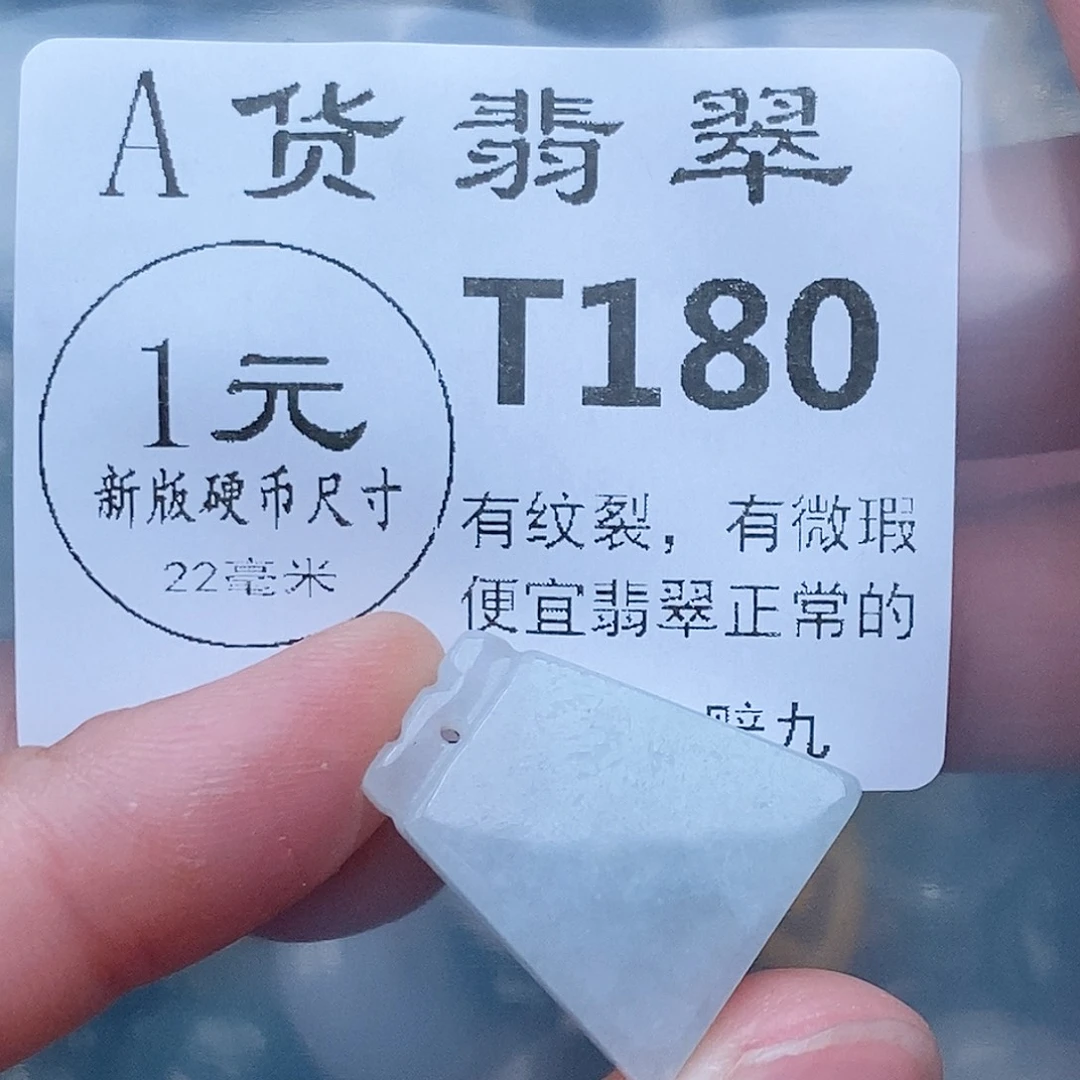 A货翡翠
T180
1元
新版硬币尺寸
22毫米
有纹裂，有微瑕
便宜翡翠正常的
九